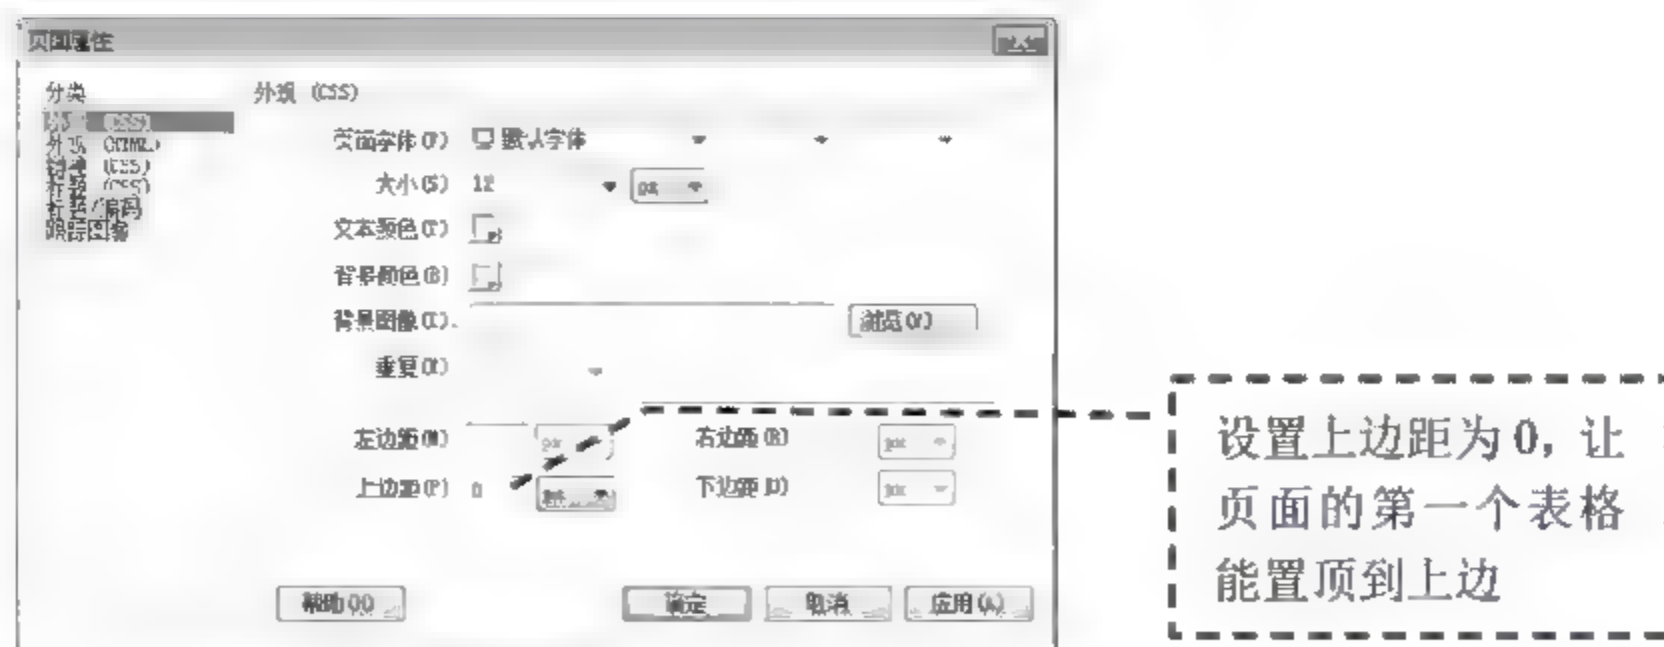 页面属性
分类
外观 (CSS)
外观 (CSS)
外观 (HTML)
链接 (CSS)
标题 (CSS)
标题/编码
跟踪图像
页面字体(F) 默认字体
大小(S) 12 px
文本颜色(T)
背景颜色(B)
背景图像(I)
浏览(W)
重复(E)
左边距(M) px
右边距(R) px
上边距(P) 0 px
下边距(O) px
帮助(H)
确定
取消
应用(A)
设置上边距为0,让
页面的第一个表格
能置顶到上边